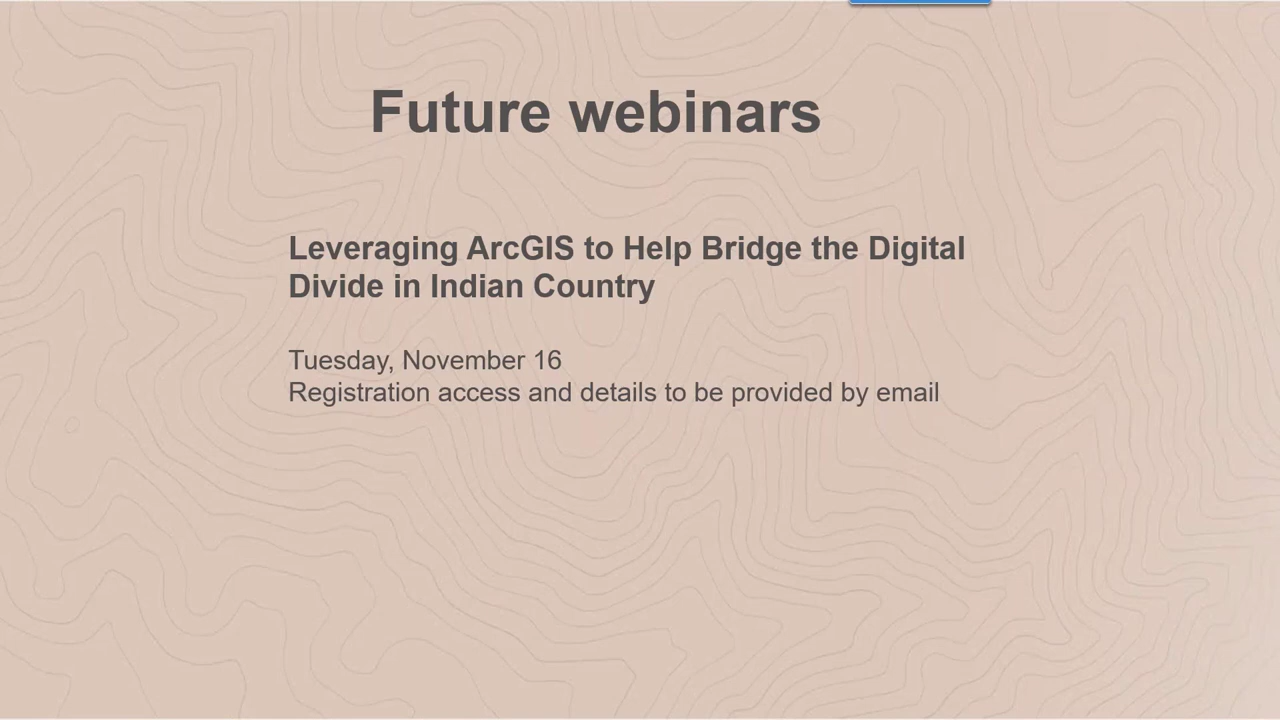 Future webinars
Leveraging ArcGIS to Help Bridge the Digital
Divide in Indian Country
Tuesday, November 16
Registration access and details to be provided by email